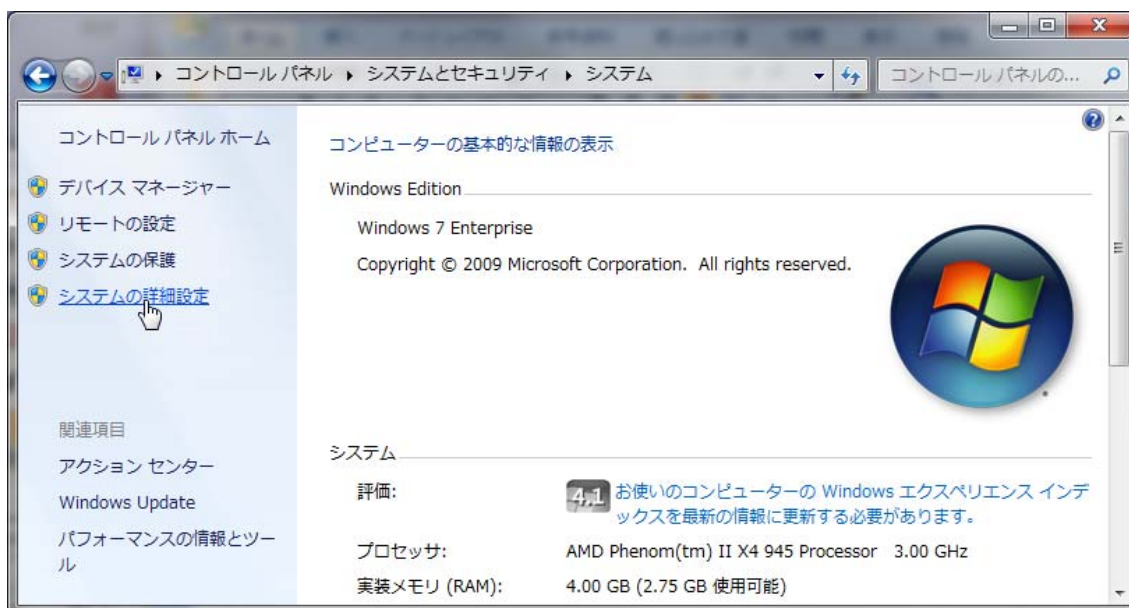 コントロール パネル ▸ システムとセキュリティ ▸ システム
コントロール パネルの...
コントロール パネル ホーム
デバイス マネージャー
リモートの設定
システムの保護
システムの詳細設定
関連項目
アクション センター
Windows Update
パフォーマンスの情報とツー
ル
コンピューターの基本的な情報の表示
Windows Edition
Windows 7 Enterprise
Copyright © 2009 Microsoft Corporation. All rights reserved.
システム
評価:
4.1 お使いのコンピューターの Windows エクスペリエンス インデ
ックスを最新の情報に更新する必要があります。
プロセッサ: AMD Phenom(tm) II X4 945 Processor 3.00 GHz
実装メモリ (RAM): 4.00 GB (2.75 GB 使用可能)